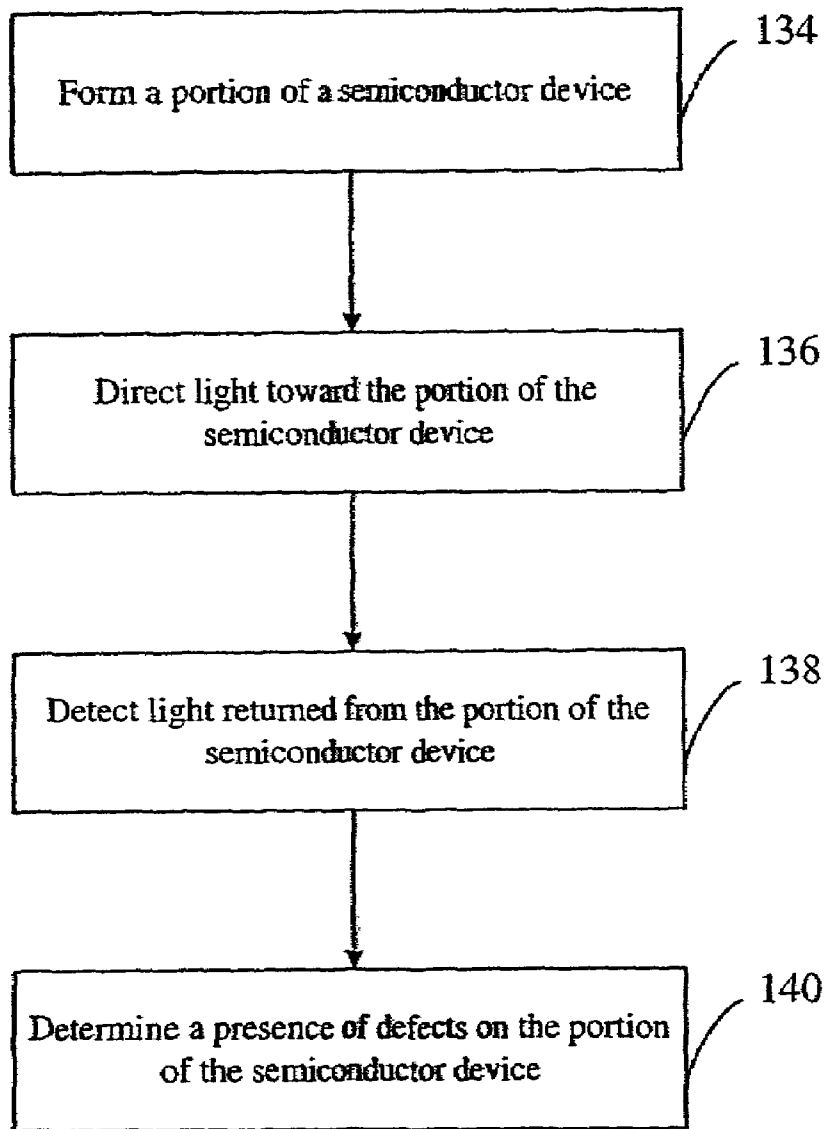 134
Form a portion of a semiconductor device
136
Direct light toward the portion of the
semiconductor device
138
Detect light returned from the portion of the
semiconductor device
140
Determine a presence of defects on the portion
of the semiconductor device